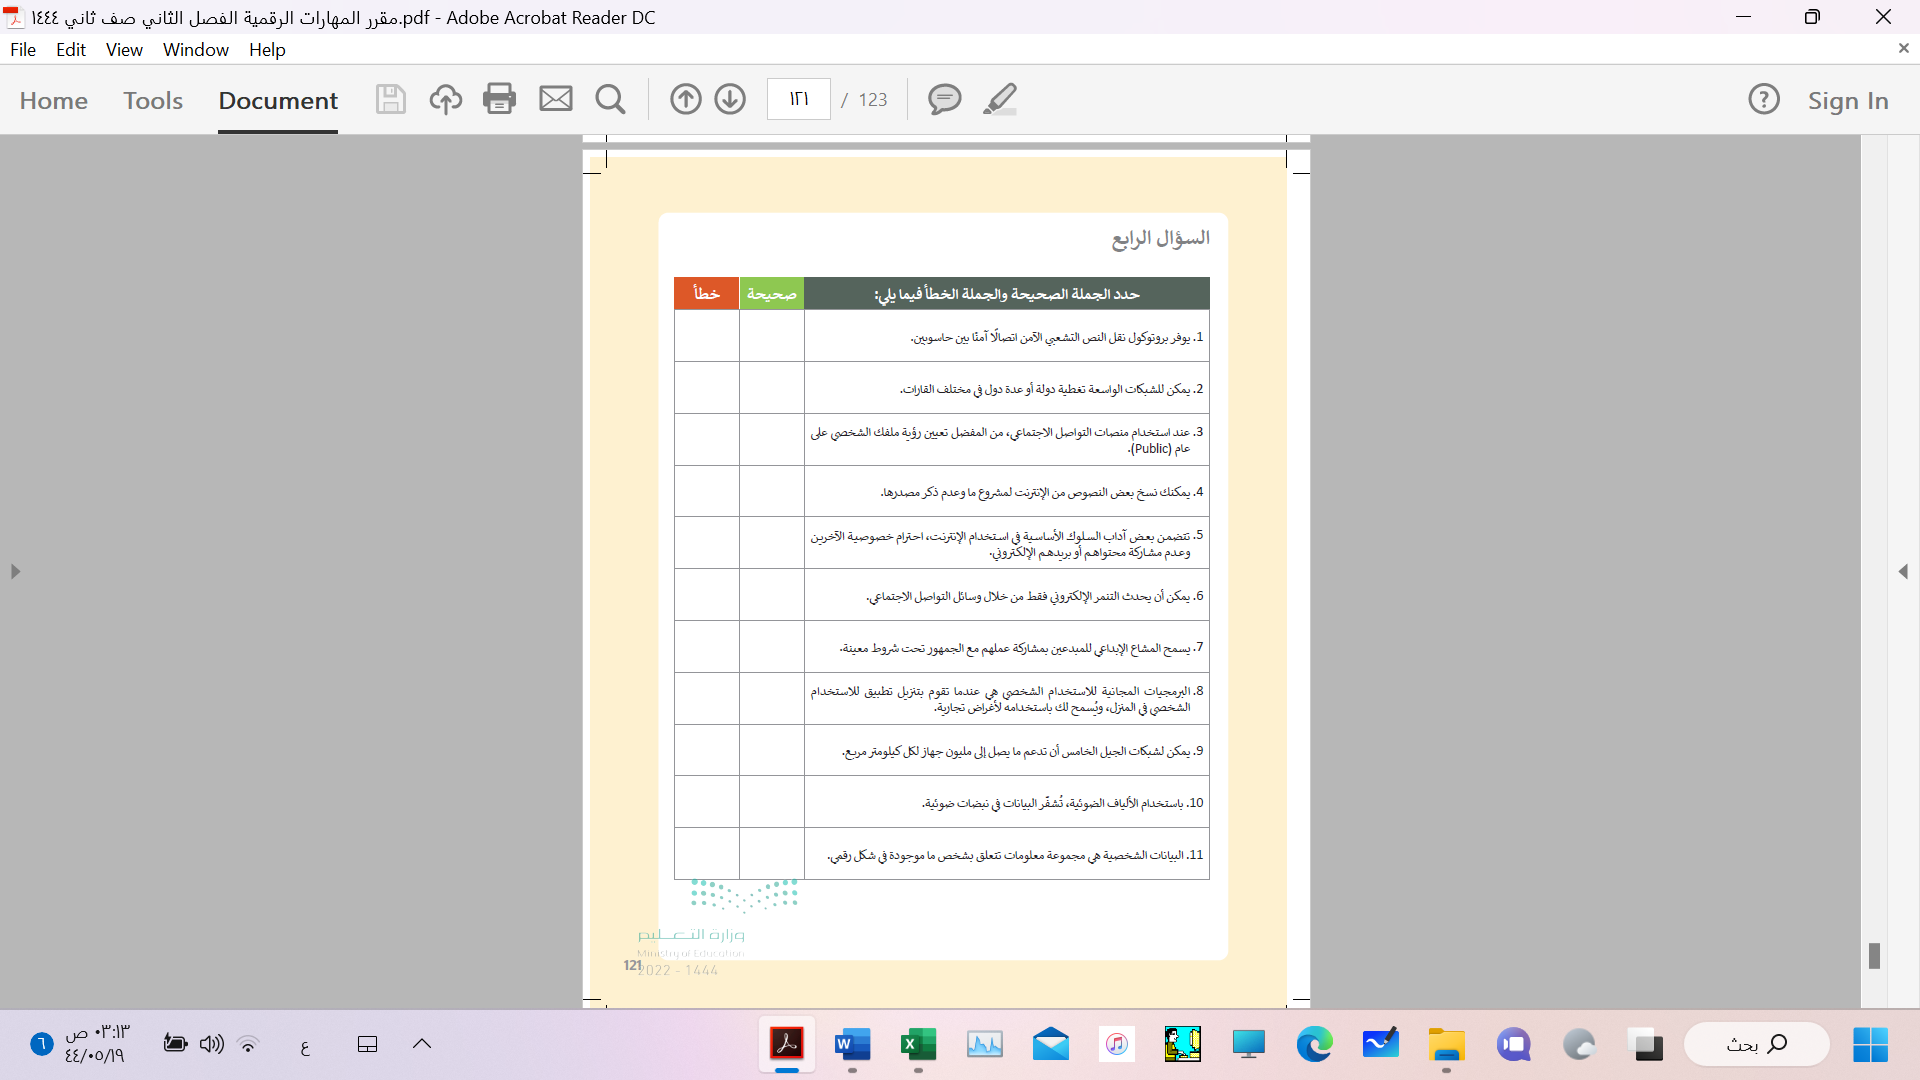 مقرر المهارات الرقمية الفصل الثاني صف ثاني ١٤٤٤.pdf - Adobe Acrobat Reader DC
File Edit View Window Help
Home Tools Document ١٢١ / 123 Sign In
السؤال الرابع
حدد الجملة الصحيحة والجملة الخطأ فيما يلي: صحيحة خطأ
1. يوفر بروتوكول نقل النص التشعبي الآمن اتصالًا آمنًا بين حاسوبين.
2. يمكن للشبكات الواسعة تغطية دولة أو عدة دول في مختلف القارات.
3. عند استخدام منصات التواصل الاجتماعي، من المفضل تعيين رؤية ملفك الشخصي على
عام (Public).
4. يمكنك نسخ بعض النصوص من الإنترنت لمشروع ما وعدم ذكر مصدرها.
5. تتضمن بعض آداب السلوك الأساسية في استخدام الإنترنت، احترام خصوصية الآخرين
وعدم مشاركة محتواهم أو بريدهم الإلكتروني.
6. يمكن أن يحدث التنمر الإلكتروني فقط من خلال وسائل التواصل الاجتماعي.
7. يسمح المشاع الإبداعي للمبدعين بمشاركة عملهم مع الجمهور تحت شروط معينة.
8. البرمجيات المجانية للاستخدام الشخصي هي عندما تقوم بتنزيل تطبيق للاستخدام
الشخصي في المنزل، ويُسمح لك باستخدامه لأغراض تجارية.
9. يمكن لشبكات الجيل الخامس أن تدعم ما يصل إلى مليون جهاز لكل كيلومتر مربع.
10. باستخدام الألياف الضوئية، تُشفّر البيانات في نبضات ضوئية.
11. البيانات الشخصية هي مجموعة معلومات تتعلق بشخص ما موجودة في شكل رقمي.
وزارة التعليم
Ministry of Education
2022 - 1444
121
بحث
ع
٠٣:١٣ ص
٤٤/٠٥/١٩
٦